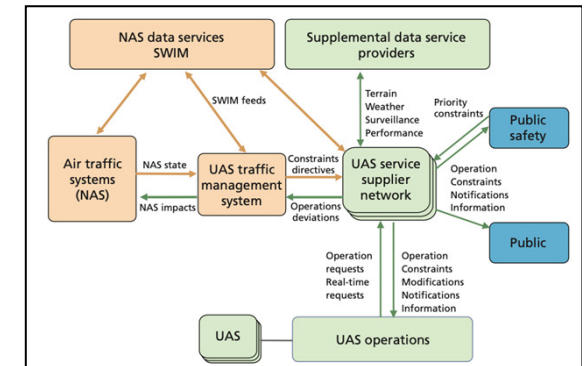 NAS data services
SWIM
Supplemental data service
providers
SWIM feeds
Terrain
Weather
Surveillance
Performance
Priority
constraints
Public
safety
Air traffic
systems
(NAS)
NAS state
NAS impacts
UAS traffic
management
system
Constraints
directives
Operations
deviations
UAS service
supplier
network
Operation
Constraints
Notifications
Information
Public
Operation
requests
Real-time
requests
Operation
Constraints
Modifications
Notifications
Information
UAS
UAS operations